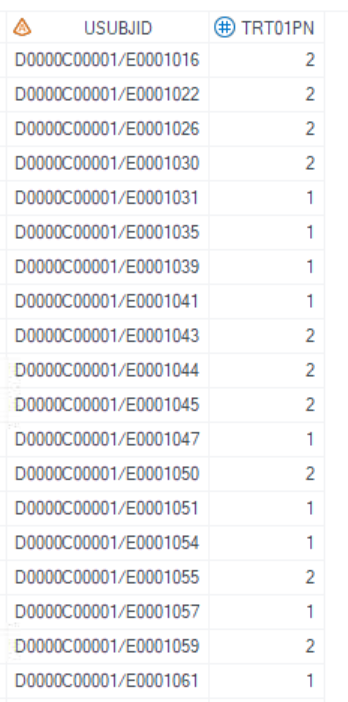 USUBJID TRT01PN
D0000C00001/E0001016 2
D0000C00001/E0001022 2
D0000C00001/E0001026 2
D0000C00001/E0001030 2
D0000C00001/E0001031 1
D0000C00001/E0001035 1
D0000C00001/E0001039 1
D0000C00001/E0001041 1
D0000C00001/E0001043 2
D0000C00001/E0001044 2
D0000C00001/E0001045 2
D0000C00001/E0001047 1
D0000C00001/E0001050 2
D0000C00001/E0001051 1
D0000C00001/E0001054 1
D0000C00001/E0001055 2
D0000C00001/E0001057 1
D0000C00001/E0001059 2
D0000C00001/E0001061 1